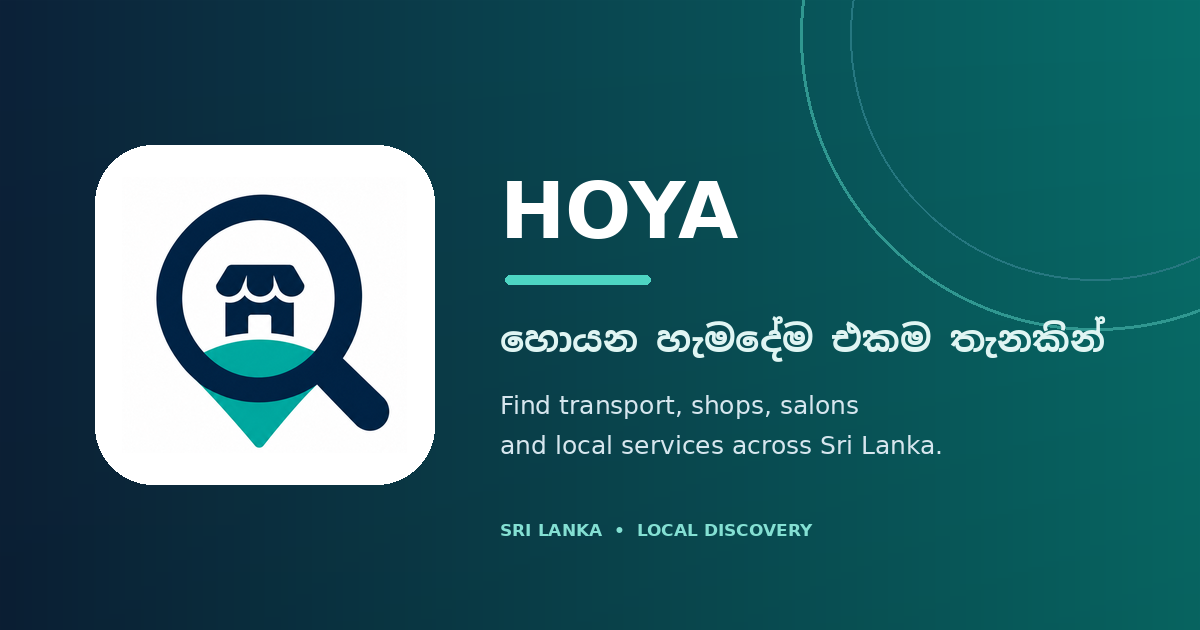 HOYA
හොයන හැමදේම එකම තැනකින්
Find transport, shops, salons
and local services across Sri Lanka.
SRI LANKA • LOCAL DISCOVERY